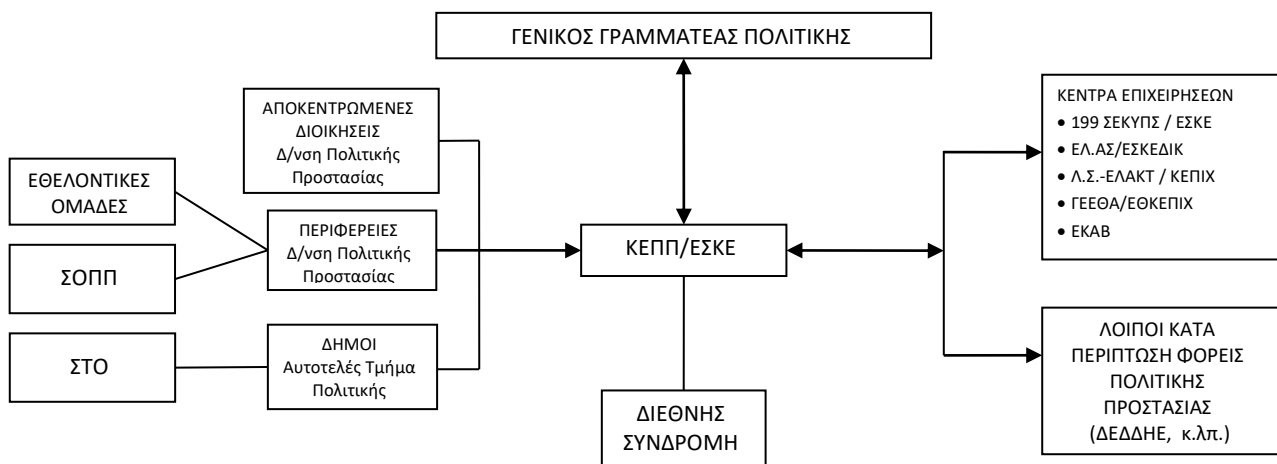 ΓΕΝΙΚΟΣ ΓΡΑΜΜΑΤΕΑΣ ΠΟΛΙΤΙΚΗΣ
ΑΠΟΚΕΝΤΡΩΜΕΝΕΣ
ΔΙΟΙΚΗΣΕΙΣ
Δ/νση Πολιτικής
Προστασίας
ΕΘΕΛΟΝΤΙΚΕΣ
ΟΜΑΔΕΣ
ΣΟΠΠ
ΣΤΟ
ΠΕΡΙΦΕΡΕΙΕΣ
Δ/νση Πολιτικής
Προστασίας
ΔΗΜΟΙ
Αυτοτελές Τμήμα
Πολιτικής
ΚΕΠΠ/ΕΣΚΕ
ΔΙΕΘΝΗΣ
ΣΥΝΔΡΟΜΗ
ΚΕΝΤΡΑ ΕΠΙΧΕΙΡΗΣΕΩΝ
• 199 ΣΕΚΥΠΣ / ΕΣΚΕ
• ΕΛ.ΑΣ/ΕΣΚΕΔΙΚ
• Λ.Σ.-ΕΛΑΚΤ / ΚΕΠΙΧ
• ΓΕΕΘΑ/ΕΘΚΕΠΙΧ
• ΕΚΑΒ
ΛΟΙΠΟΙ ΚΑΤΑ
ΠΕΡΙΠΤΩΣΗ ΦΟΡΕΙΣ
ΠΟΛΙΤΙΚΗΣ
ΠΡΟΣΤΑΣΙΑΣ
(ΔΕΔΔΗΕ, κ.λπ.)